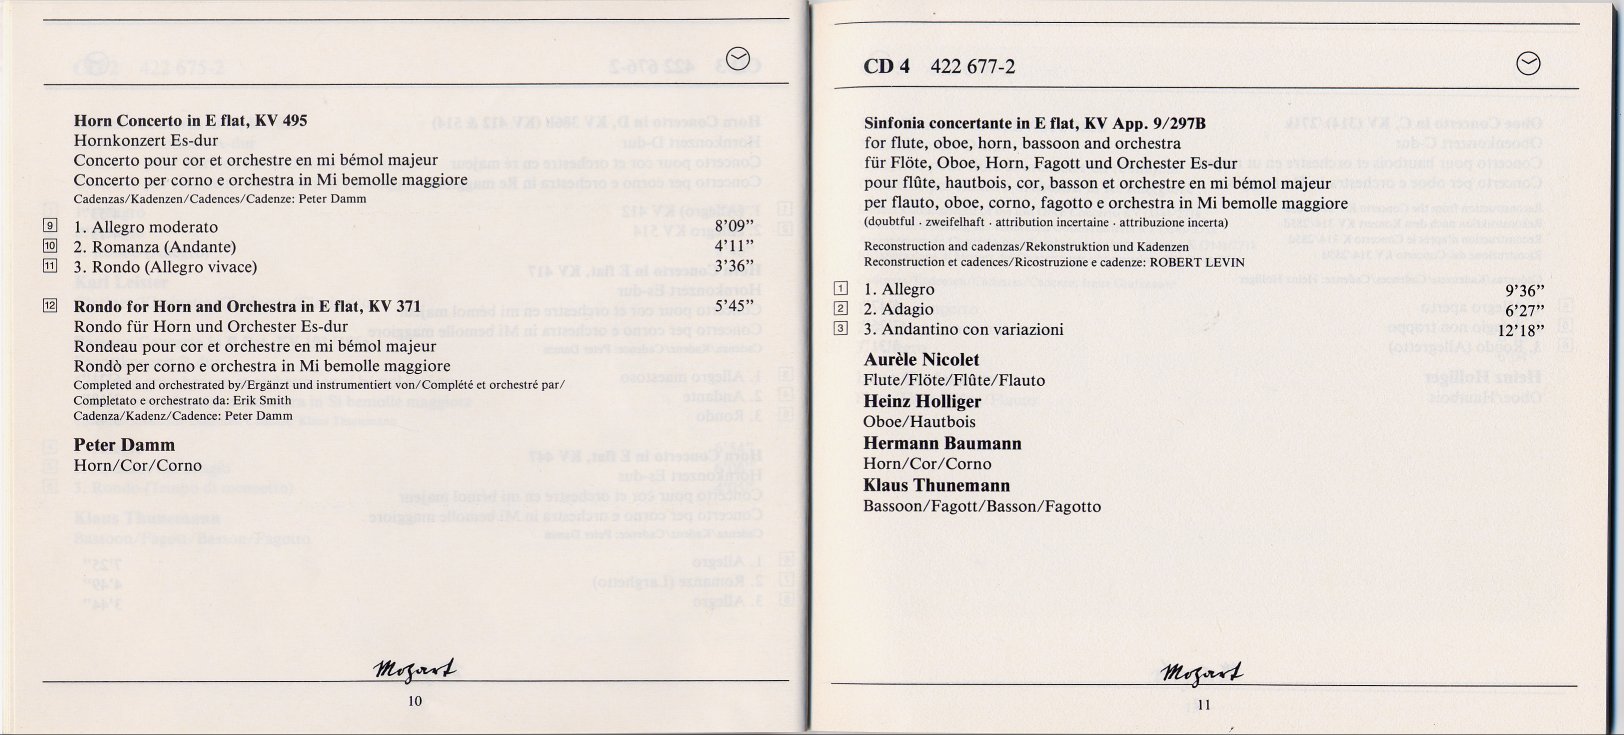 Horn Concerto in E flat, KV 495
Hornkonzert Es-dur
Concerto pour cor et orchestre en mi bémol majeur
Concerto per corno e orchestra in Mi bemolle maggiore
Cadenzas/Kadenzen/Cadences/Cadenze: Peter Damm
9 1. Allegro moderato 8’09”
10 2. Romanza (Andante) 4’11”
11 3. Rondo (Allegro vivace) 3’36”
12 Rondo for Horn and Orchestra in E flat, KV 371 5’45”
Rondo für Horn und Orchester Es-dur
Rondeau pour cor et orchestre en mi bémol majeur
Rondò per corno e orchestra in Mi bemolle maggiore
Completed and orchestrated by/Ergänzt und instrumentiert von/Complété et orchestré par/
Completato e orchestrato da: Erik Smith
Cadenza/Kadenz/Cadence: Peter Damm
Peter Damm
Horn/Cor/Corno
Mozart
10
CD 4 422 677-2
Sinfonia concertante in E flat, KV App. 9/297B
for flute, oboe, horn, bassoon and orchestra
für Flöte, Oboe, Horn, Fagott und Orchester Es-dur
pour flûte, hautbois, cor, basson et orchestre en mi bémol majeur
per flauto, oboe, corno, fagotto e orchestra in Mi bemolle maggiore
(doubtful · zweifelhaft · attribution incertaine · attribuzione incerta)
Reconstruction and cadenzas/Rekonstruktion und Kadenzen
Reconstruction et cadences/Ricostruzione e cadenze: ROBERT LEVIN
1 1. Allegro 9’36”
2 2. Adagio 6’27”
3 3. Andantino con variazioni 12’18”
Aurèle Nicolet
Flute/Flöte/Flûte/Flauto
Heinz Holliger
Oboe/Hautbois
Hermann Baumann
Horn/Cor/Corno
Klaus Thunemann
Bassoon/Fagott/Basson/Fagotto
Mozart
11